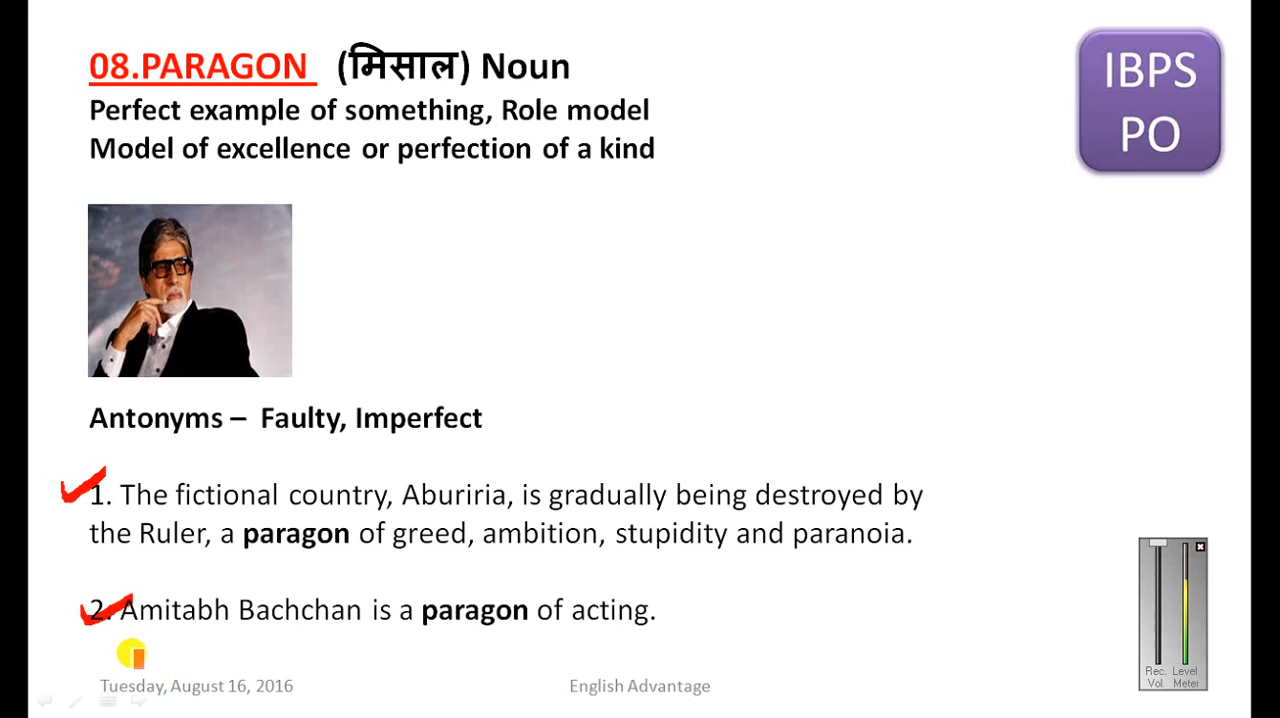 08.PARAGON (मिसाल) Noun
Perfect example of something, Role model
Model of excellence or perfection of a kind
IBPS
PO
Antonyms – Faulty, Imperfect
1. The fictional country, Aburiria, is gradually being destroyed by
the Ruler, a paragon of greed, ambition, stupidity and paranoia.
2. Amitabh Bachchan is a paragon of acting.
Rec. Level
Vol Meter
Tuesday, August 16, 2016 English Advantage